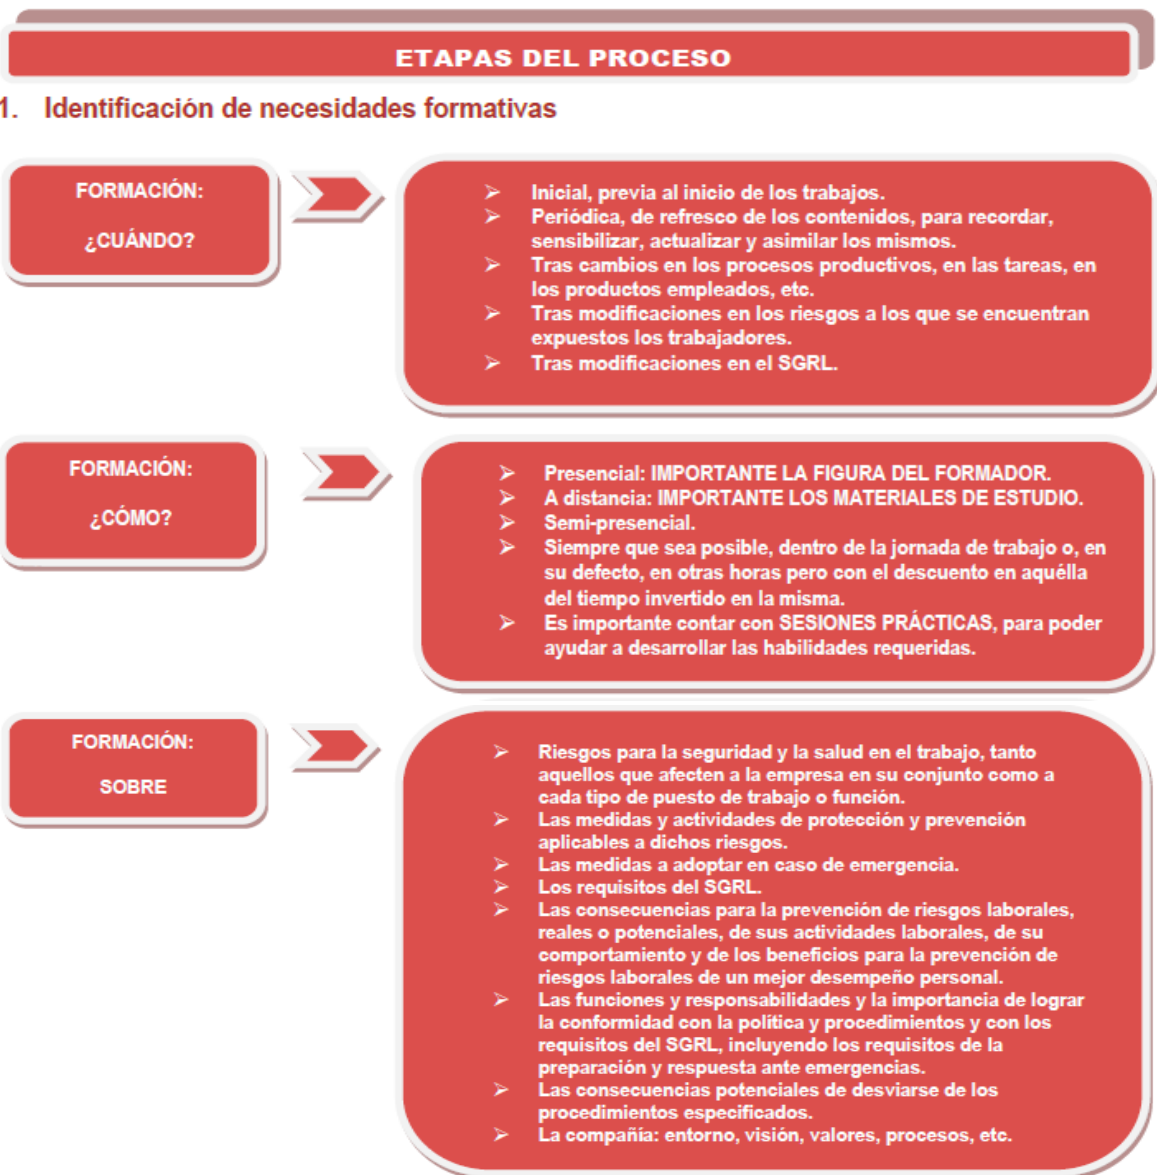 ETAPAS DEL PROCESO
1. Identificación de necesidades formativas
FORMACIÓN:
¿CUÁNDO?
➢ Inicial, previa al inicio de los trabajos.
➢ Periódica, de refresco de los contenidos, para recordar,
sensibilizar, actualizar y asimilar los mismos.
➢ Tras cambios en los procesos productivos, en las tareas, en
los productos empleados, etc.
➢ Tras modificaciones en los riesgos a los que se encuentran
expuestos los trabajadores.
➢ Tras modificaciones en el SGRL.
FORMACIÓN:
¿CÓMO?
➢ Presencial: IMPORTANTE LA FIGURA DEL FORMADOR.
➢ A distancia: IMPORTANTE LOS MATERIALES DE ESTUDIO.
➢ Semi-presencial.
➢ Siempre que sea posible, dentro de la jornada de trabajo o, en
su defecto, en otras horas pero con el descuento en aquélla
del tiempo invertido en la misma.
➢ Es importante contar con SESIONES PRÁCTICAS, para poder
ayudar a desarrollar las habilidades requeridas.
FORMACIÓN:
SOBRE
➢ Riesgos para la seguridad y la salud en el trabajo, tanto
aquellos que afecten a la empresa en su conjunto como a
cada tipo de puesto de trabajo o función.
➢ Las medidas y actividades de protección y prevención
aplicables a dichos riesgos.
➢ Las medidas a adoptar en caso de emergencia.
➢ Los requisitos del SGRL.
➢ Las consecuencias para la prevención de riesgos laborales,
reales o potenciales, de sus actividades laborales, de su
comportamiento y de los beneficios para la prevención de
riesgos laborales de un mejor desempeño personal.
➢ Las funciones y responsabilidades y la importancia de lograr
la conformidad con la política y procedimientos y con los
requisitos del SGRL, incluyendo los requisitos de la
preparación y respuesta ante emergencias.
➢ Las consecuencias potenciales de desviarse de los
procedimientos especificados.
➢ La compañía: entorno, visión, valores, procesos, etc.